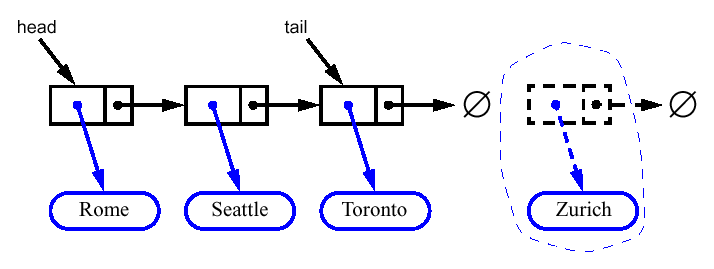 head
tail
∅
∅
Rome
Seattle
Toronto
Zurich